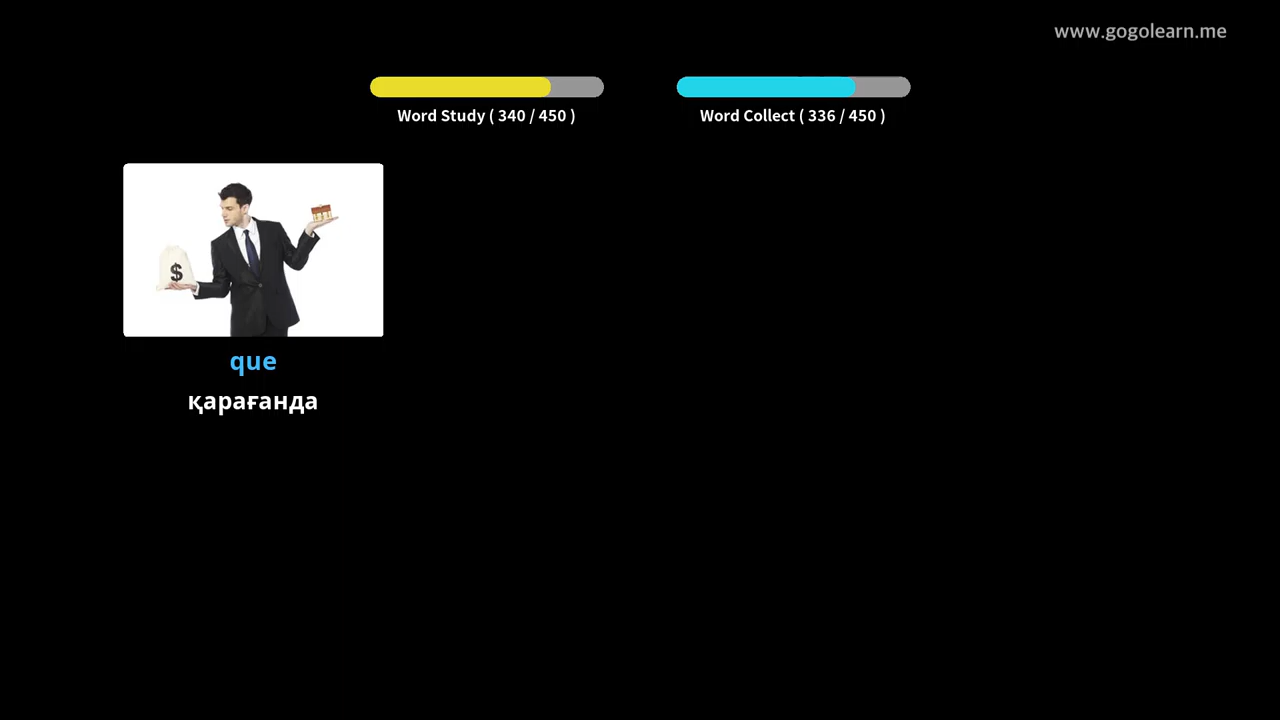 www.gogolearn.me
Word Study ( 340 / 450 )
Word Collect ( 336 / 450 )
$
que
қарағанда